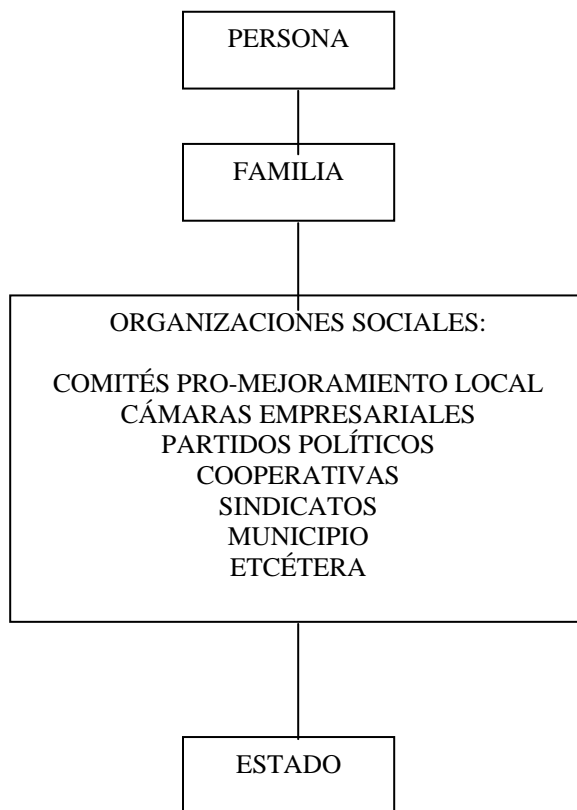 PERSONA
FAMILIA
ORGANIZACIONES SOCIALES:
COMITÉS PRO-MEJORAMIENTO LOCAL
CÁMARAS EMPRESARIALES
PARTIDOS POLÍTICOS
COOPERATIVAS
SINDICATOS
MUNICIPIO
ETCÉTERA
ESTADO